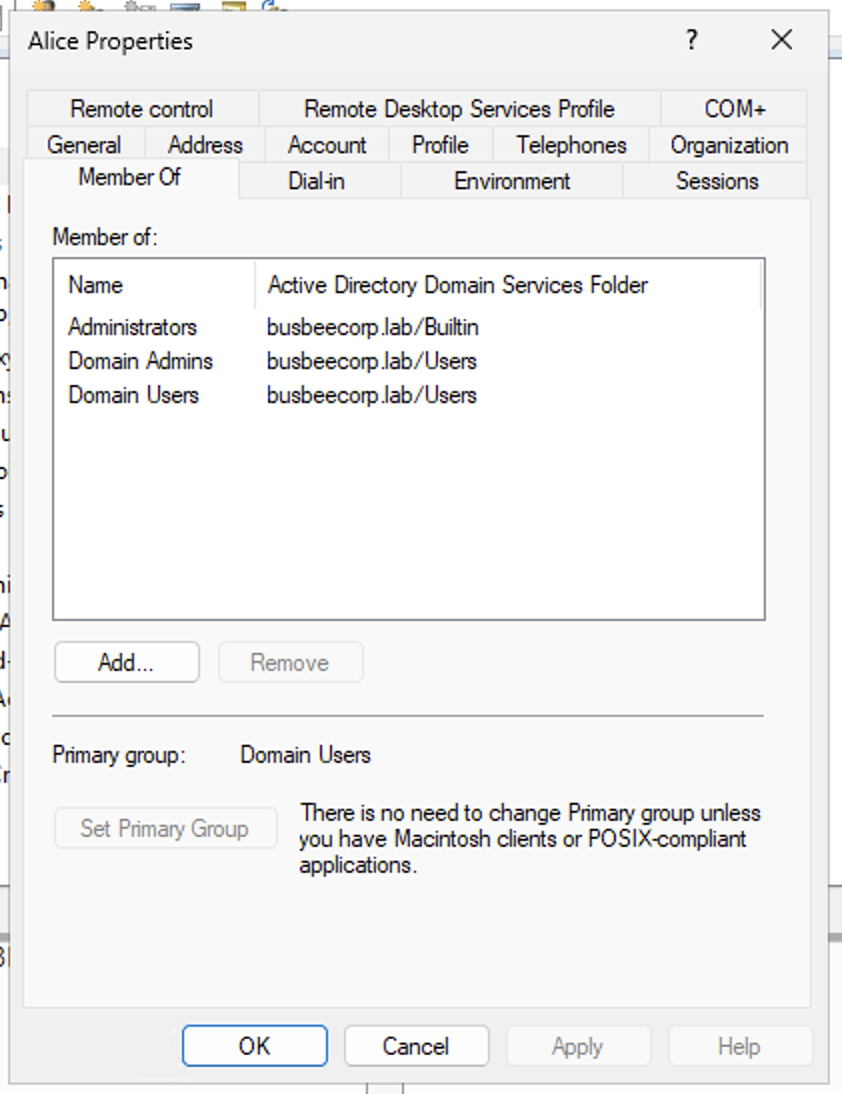 Alice Properties
?
Remote control Remote Desktop Services Profile COM+
General Address Account Profile Telephones Organization
Member Of Dial-in Environment Sessions
Member of:
Name Active Directory Domain Services Folder
Administrators busbeecorp.lab/Builtin
Domain Admins busbeecorp.lab/Users
Domain Users busbeecorp.lab/Users
Add... Remove
Primary group: Domain Users
Set Primary Group
There is no need to change Primary group unless
you have Macintosh clients or POSIX-compliant
applications.
OK Cancel Apply Help